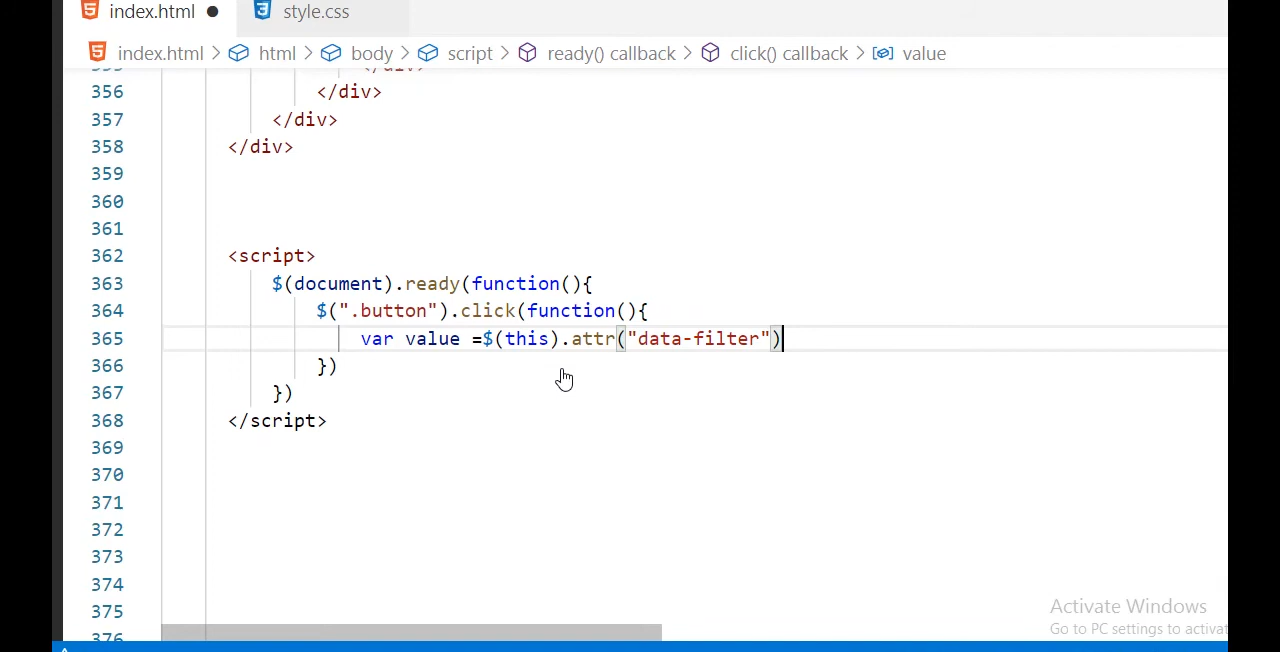 index.html ●
style.css
index.html > html > body > script > ready() callback > click() callback > value
356 </div>
357 </div>
358 </div>
359
360
361
362 <script>
363 $(document).ready(function(){
364 $(".button").click(function(){
365 var value =$(this).attr("data-filter")
366 })
367 })
368 </script>
369
370
371
372
373
374
375
376
Activate Windows
Go to PC settings to activat